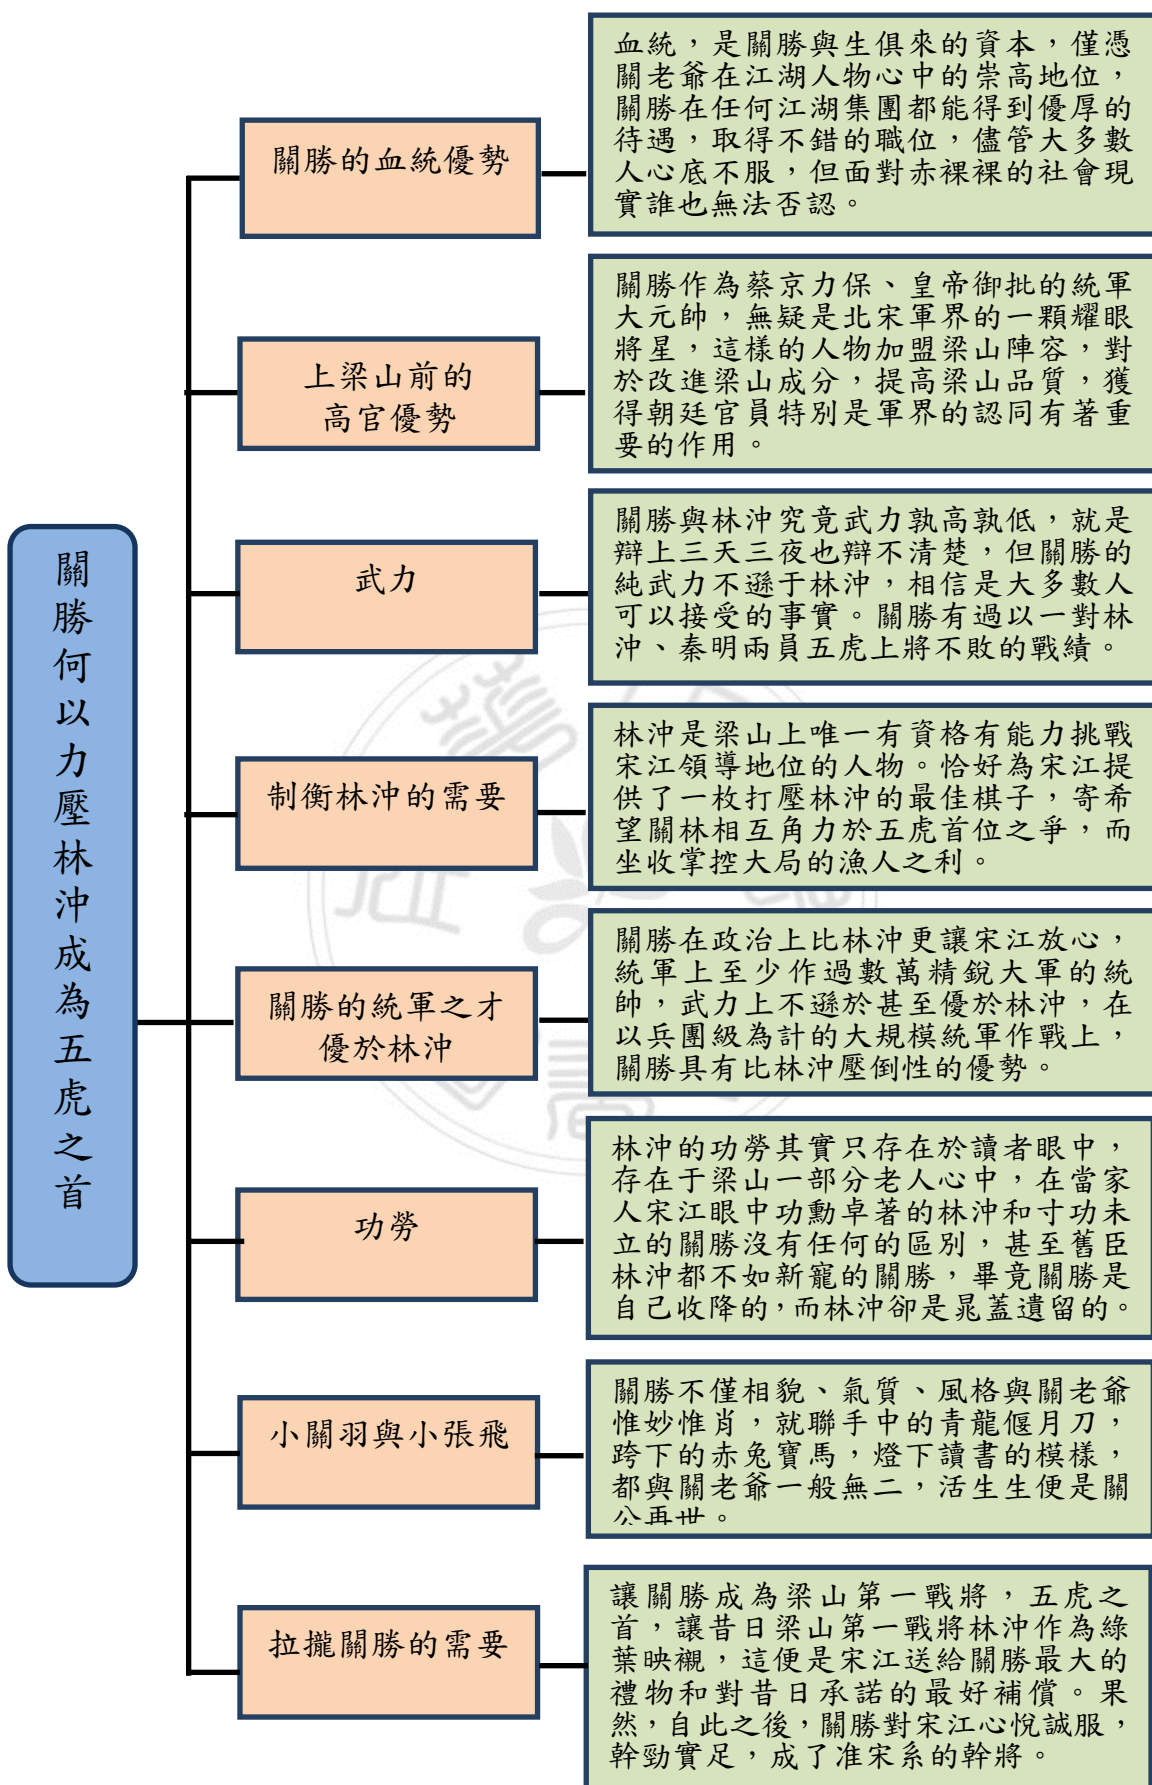 關勝何以力壓林沖成為五虎之首
關勝的血統優勢
血統，是關勝與生俱來的資本，僅憑
關老爺在江湖人物心中的崇高地位，
關勝在任何江湖集團都能得到優厚的
待遇，取得不錯的職位，儘管大多數
人心底不服，但面對赤裸裸的社會現
實誰也無法否認。
上梁山前的
高官優勢
關勝作為蔡京力保、皇帝御批的統軍
大元帥，無疑是北宋軍界的一顆耀眼
將星，這樣的人物加盟梁山陣容，對
於改進梁山成分，提高梁山品質，獲
得朝廷官員特別是軍界的認同有著重
要的作用。
武力
關勝與林沖究竟武力孰高孰低，就是
辯上三天三夜也辯不清楚，但關勝的
純武力不遜于林沖，相信是大多數人
可以接受的事實。關勝有過以一對林
沖、秦明兩員五虎上將不敗的戰績。
制衡林沖的需要
林沖是梁山上唯一有資格有能力挑戰
宋江領導地位的人物。恰好為宋江提
供了一枚打壓林沖的最佳棋子，寄希
望關林相互角力於五虎首位之爭，而
坐收掌控大局的漁人之利。
關勝的統軍之才
優於林沖
關勝在政治上比林沖更讓宋江放心，
統軍上至少作過數萬精銳大軍的統
帥，武力上不遜於甚至優於林沖，在
以兵團級為計的大規模統軍作戰上，
關勝具有比林沖壓倒性的優勢。
功勞
林沖的功勞其實只存在於讀者眼中，
存在于梁山一部分老人心中，在當家
人宋江眼中功勳卓著的林沖和寸功未
立的關勝沒有任何的區別，甚至舊臣
林沖都不如新寵的關勝，畢竟關勝是
自己收降的，而林沖卻是晁蓋遺留的。
小關羽與小張飛
關勝不僅相貌、氣質、風格與關老爺
惟妙惟肖，就聯手中的青龍偃月刀，
跨下的赤兔寶馬，燈下讀書的模樣，
都與關老爺一般無二，活生生便是關
公再世。
拉攏關勝的需要
讓關勝成為梁山第一戰將，五虎之
首，讓昔日梁山第一戰將林沖作為綠
葉映襯，這便是宋江送給關勝最大的
禮物和對昔日承諾的最好補償。果
然，自此之後，關勝對宋江心悅誠服，
幹勁實足，成了准宋系的幹將。